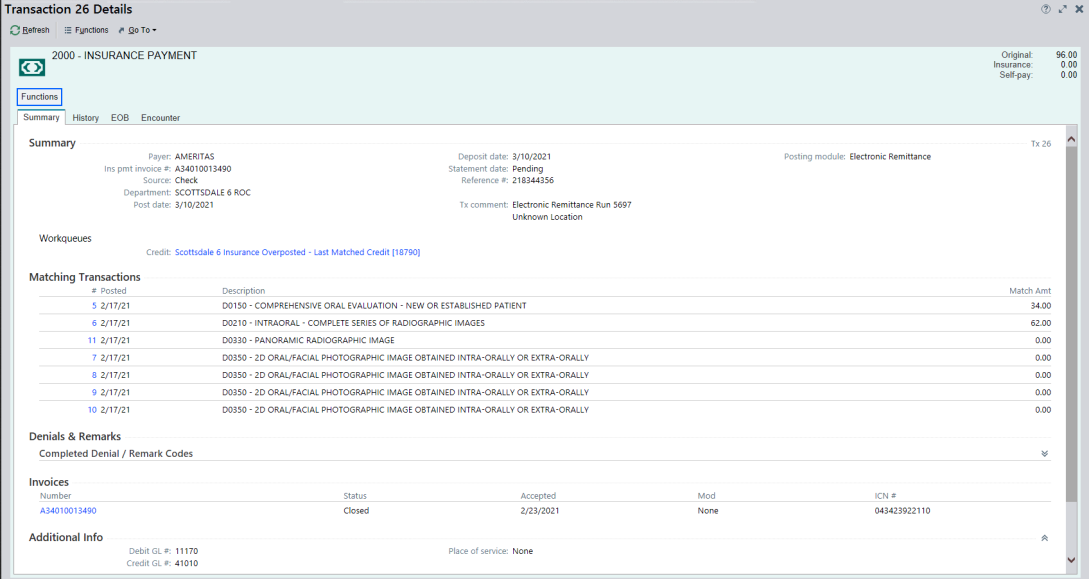 Transaction 26 Details
Refresh Functions Go To
2000 - INSURANCE PAYMENT
Original: 96.00
Insurance: 0.00
Self-pay: 0.00
Functions
Summary History EOB Encounter
Summary Tx 26
Payer: AMERITAS Deposit date: 3/10/2021 Posting module: Electronic Remittance
Ins pmt invoice #: A34010013490 Statement date: Pending
Source: Check Reference #: 218344356
Department: SCOTTSDALE 6 ROC
Post date: 3/10/2021 Tx comment: Electronic Remittance Run 5697
Unknown Location
Workqueues
Credit: Scottsdale 6 Insurance Overposted - Last Matched Credit [18790]
Matching Transactions
# Posted Description Match Amt
5 2/17/21 D0150 - COMPREHENSIVE ORAL EVALUATION - NEW OR ESTABLISHED PATIENT 34.00
6 2/17/21 D0210 - INTRAORAL - COMPLETE SERIES OF RADIOGRAPHIC IMAGES 62.00
11 2/17/21 D0330 - PANORAMIC RADIOGRAPHIC IMAGE 0.00
7 2/17/21 D0350 - 2D ORAL/FACIAL PHOTOGRAPHIC IMAGE OBTAINED INTRA-ORALLY OR EXTRA-ORALLY 0.00
8 2/17/21 D0350 - 2D ORAL/FACIAL PHOTOGRAPHIC IMAGE OBTAINED INTRA-ORALLY OR EXTRA-ORALLY 0.00
9 2/17/21 D0350 - 2D ORAL/FACIAL PHOTOGRAPHIC IMAGE OBTAINED INTRA-ORALLY OR EXTRA-ORALLY 0.00
10 2/17/21 D0350 - 2D ORAL/FACIAL PHOTOGRAPHIC IMAGE OBTAINED INTRA-ORALLY OR EXTRA-ORALLY 0.00
Denials & Remarks
Completed Denial / Remark Codes
Invoices
Number Status Accepted Mod ICN #
A34010013490 Closed 2/23/2021 None 043423922110
Additional Info
Debit GL #: 11170 Place of service: None
Credit GL #: 41010